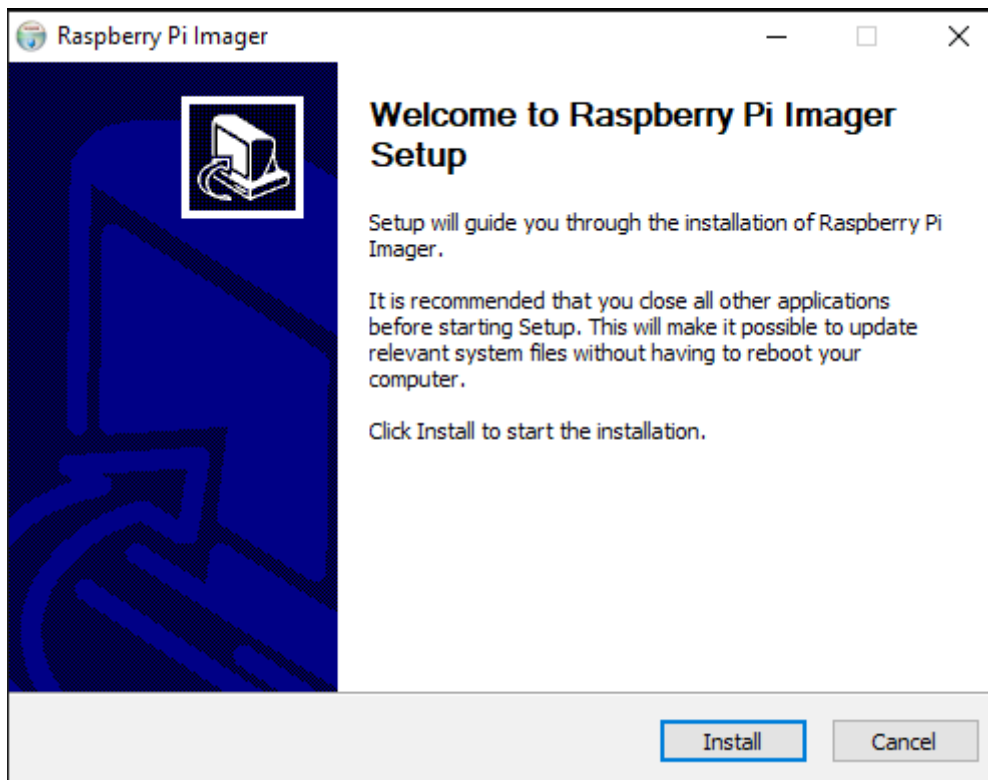 Raspberry Pi Imager
Welcome to Raspberry Pi Imager
Setup
Setup will guide you through the installation of Raspberry Pi
Imager.
It is recommended that you close all other applications
before starting Setup. This will make it possible to update
relevant system files without having to reboot your
computer.
Click Install to start the installation.
Install
Cancel